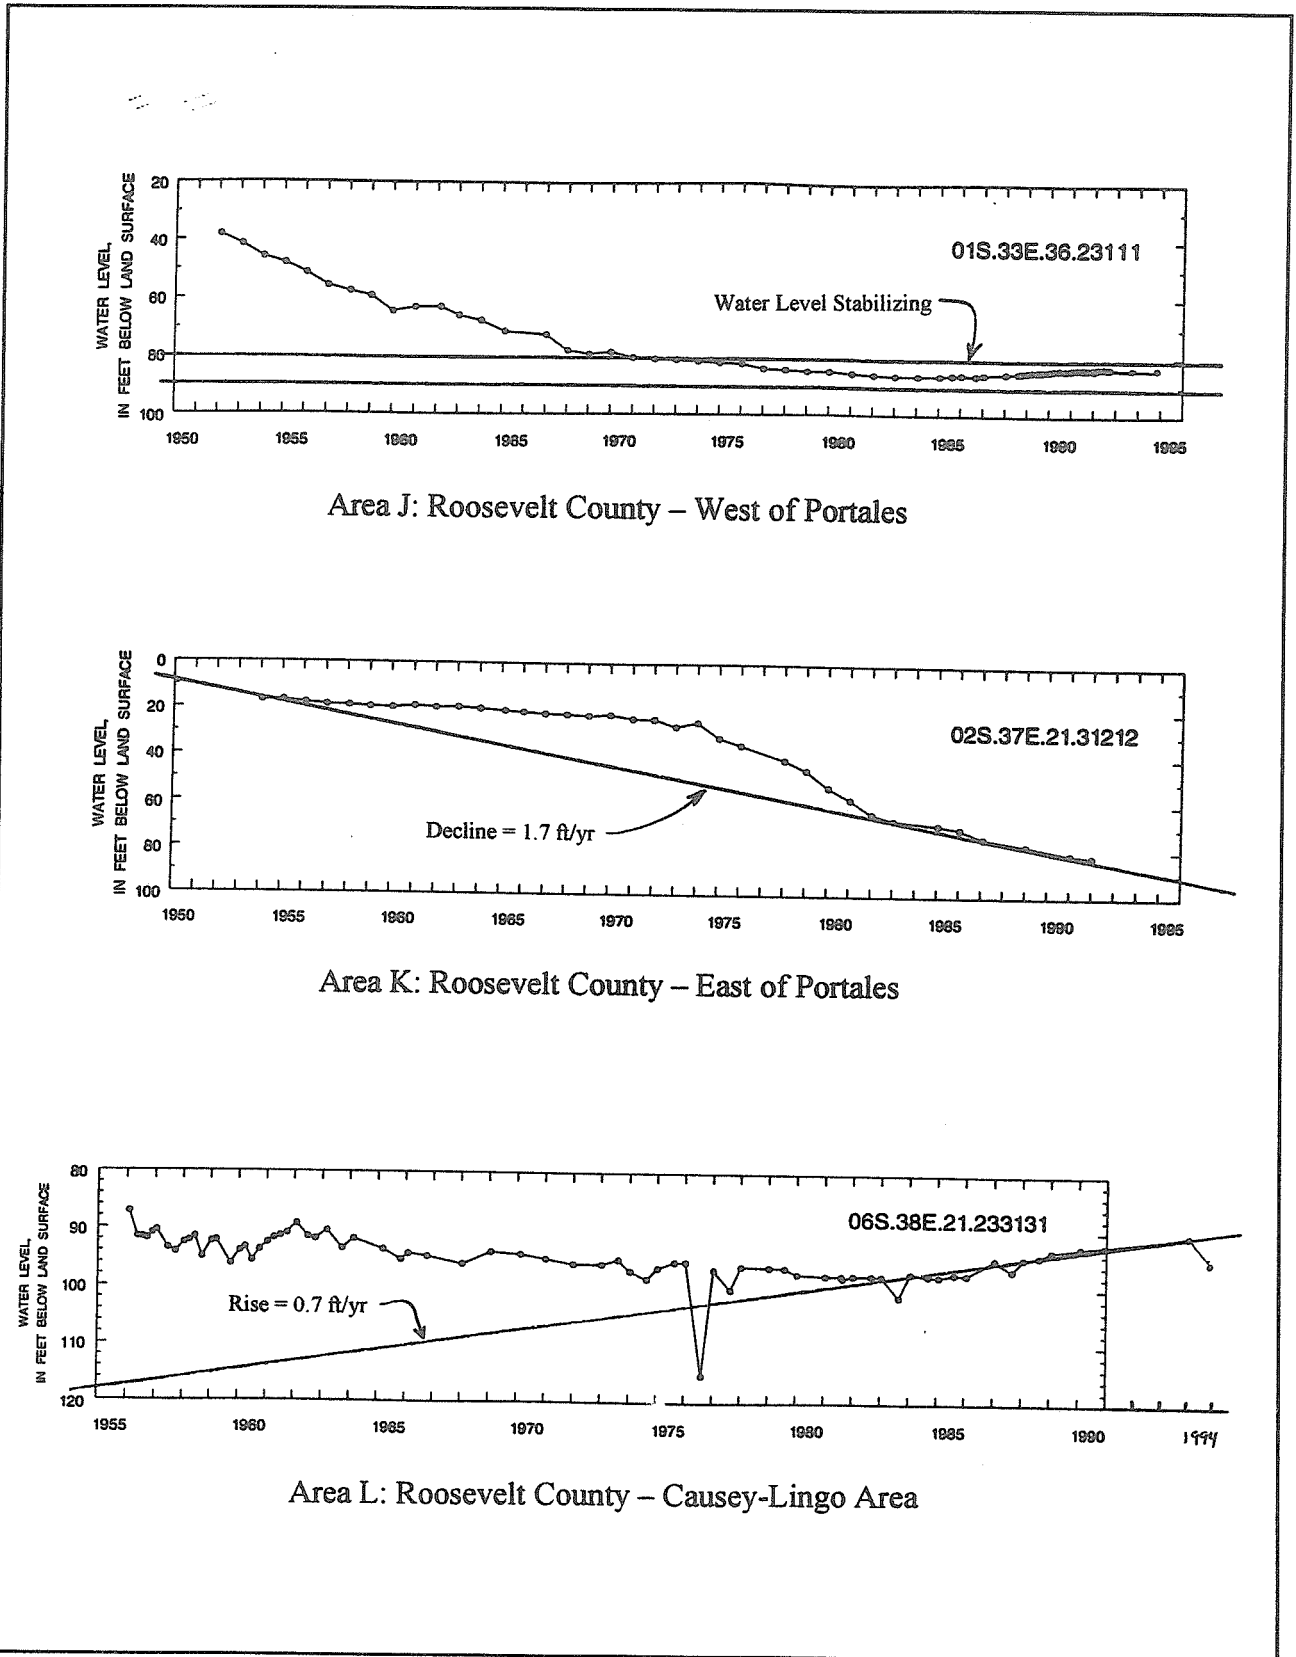 WATER LEVEL,
IN FEET BELOW LAND SURFACE
20
40
60
80
100
01S.33E.36.23111
Water Level Stabilizing
1950 1955 1960 1965 1970 1975 1980 1985 1990 1995
Area J: Roosevelt County – West of Portales
WATER LEVEL,
IN FEET BELOW LAND SURFACE
0
20
40
60
80
100
02S.37E.21.31212
Decline = 1.7 ft/yr
1950 1955 1960 1965 1970 1975 1980 1985 1990 1995
Area K: Roosevelt County – East of Portales
WATER LEVEL,
IN FEET BELOW LAND SURFACE
80
90
100
110
120
06S.38E.21.233131
Rise = 0.7 ft/yr
1955 1960 1965 1970 1975 1980 1985 1990 1994
Area L: Roosevelt County – Causey-Lingo Area